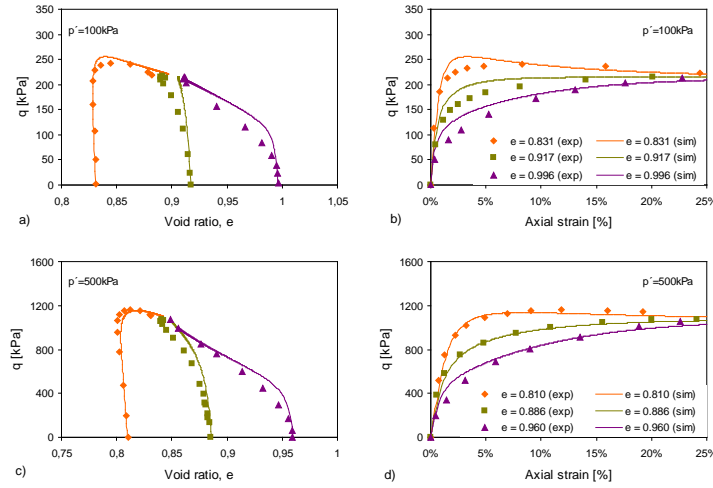 p´=100kPa
350
300
250
200
150
100
50
0
q [kPa]
0,8
0,85
0,9
0,95
1
1,05
Void ratio, e
a)
p´=100kPa
350
300
250
200
150
100
50
0
q [kPa]
e = 0.831 (exp) e = 0.831 (sim)
e = 0.917 (exp) e = 0.917 (sim)
e = 0.996 (exp) e = 0.996 (sim)
0%
5%
10%
15%
20%
25%
Axial strain [%]
b)
p´=500kPa
1600
1200
800
400
0
q [kPa]
0,75
0,8
0,85
0,9
0,95
1
Void ratio, e
c)
p´=500kPa
1600
1200
800
400
0
q [kPa]
e = 0.810 (exp) e = 0.810 (sim)
e = 0.886 (exp) e = 0.886 (sim)
e = 0.960 (exp) e = 0.960 (sim)
0%
5%
10%
15%
20%
25%
Axial strain [%]
d)